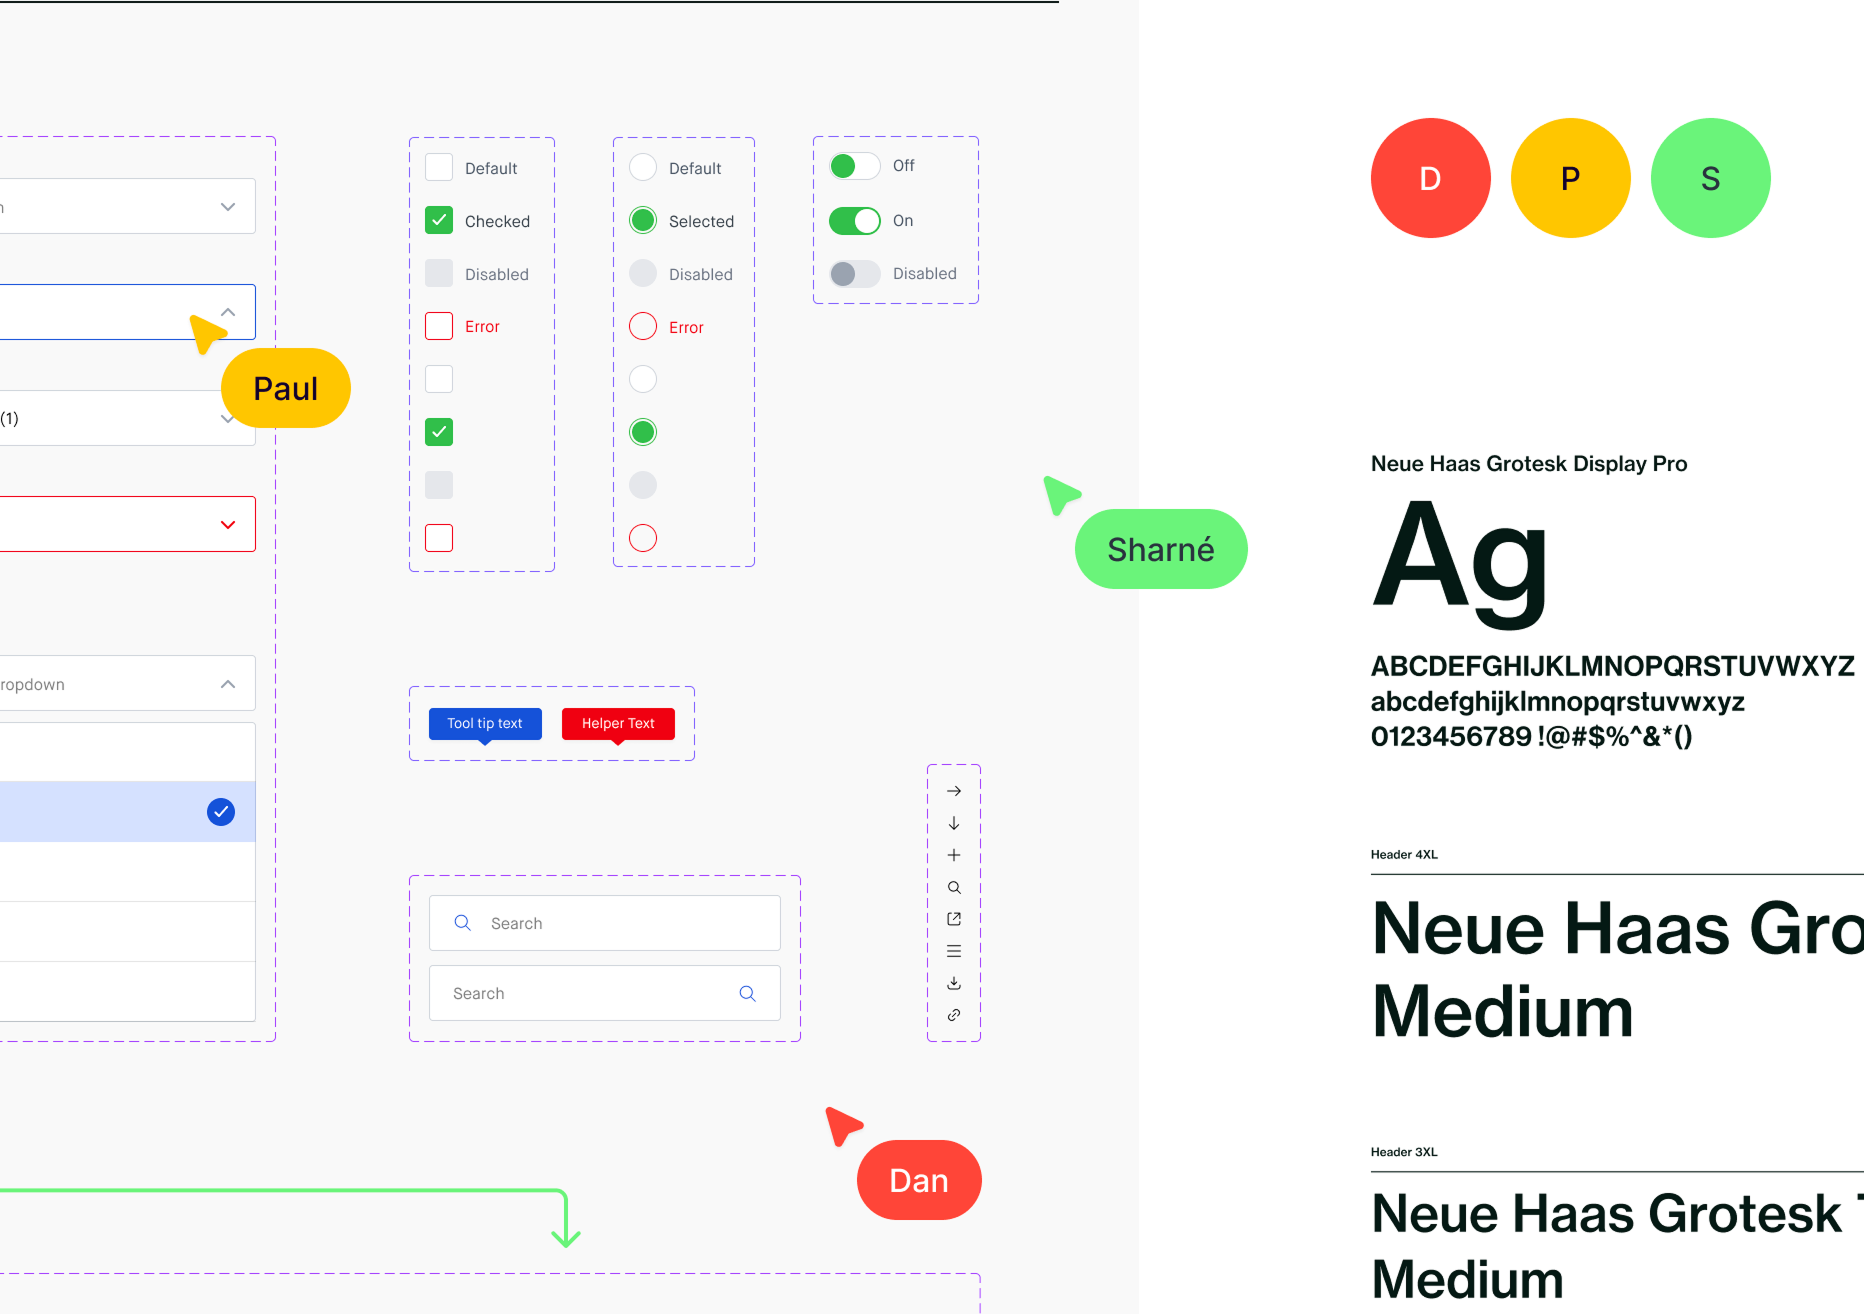 Default
Checked
Disabled
Error
Default
Selected
Disabled
Error
Off
On
Disabled
Paul
(1)
Sharné
Tool tip text
Helper Text
Search
Search
Dan
D
P
S
Neue Haas Grotesk Display Pro
Ag
ABCDEFGHIJKLMNOPQRSTUVWXYZ
abcdefghijklmnopqrstuvwxyz
0123456789 !@#$%^&*()
Header 4XL
Neue Haas Gro
Medium
Header 3XL
Neue Haas Grotesk
Medium